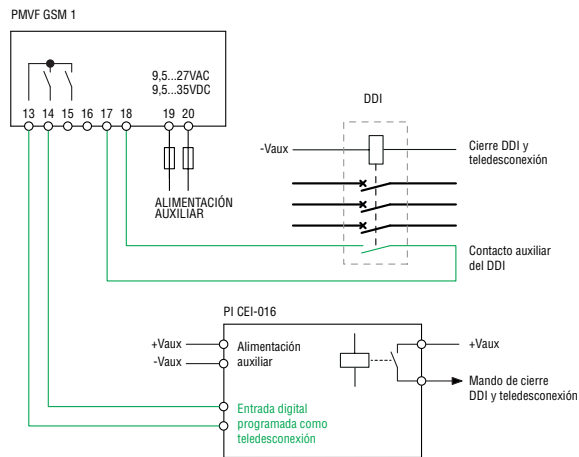 PMVF GSM 1
9,5...27VAC
9,5...35VDC
13 14 15 16 17 18 19 20
ALIMENTACIÓN
AUXILIAR
DDI
-Vaux
Cierre DDI y
teledesconexión
Contacto auxiliar
del DDI
PI CEI-016
+Vaux
-Vaux
Alimentación
auxiliar
+Vaux
Mando de cierre
DDI y teledesconexión
Entrada digital
programada como
teledesconexión